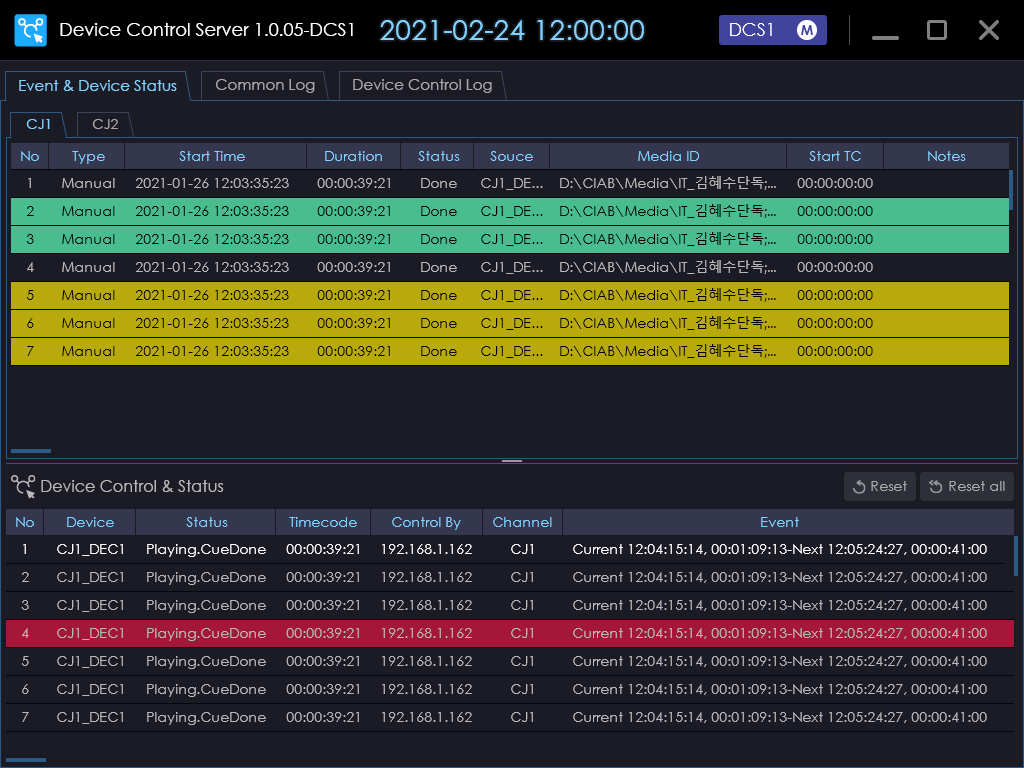 Device Control Server 1.0.05-DCS1 2021-02-24 12:00:00 DCS1 M
Event & Device Status Common Log Device Control Log
CJ1 CJ2
No Type Start Time Duration Status Souce Media ID Start TC Notes
1 Manual 2021-01-26 12:03:35:23 00:00:39:21 Done CJ1_DE... D:\CIAB\Media\IT_김혜수단독;... 00:00:00:00
2 Manual 2021-01-26 12:03:35:23 00:00:39:21 Done CJ1_DE... D:\CIAB\Media\IT_김혜수단독;... 00:00:00:00
3 Manual 2021-01-26 12:03:35:23 00:00:39:21 Done CJ1_DE... D:\CIAB\Media\IT_김혜수단독;... 00:00:00:00
4 Manual 2021-01-26 12:03:35:23 00:00:39:21 Done CJ1_DE... D:\CIAB\Media\IT_김혜수단독;... 00:00:00:00
5 Manual 2021-01-26 12:03:35:23 00:00:39:21 Done CJ1_DE... D:\CIAB\Media\IT_김혜수단독;... 00:00:00:00
6 Manual 2021-01-26 12:03:35:23 00:00:39:21 Done CJ1_DE... D:\CIAB\Media\IT_김혜수단독;... 00:00:00:00
7 Manual 2021-01-26 12:03:35:23 00:00:39:21 Done CJ1_DE... D:\CIAB\Media\IT_김혜수단독;... 00:00:00:00
Device Control & Status Reset Reset all
No Device Status Timecode Control By Channel Event
1 CJ1_DEC1 Playing.CueDone 00:00:39:21 192.168.1.162 CJ1 Current 12:04:15:14, 00:01:09:13-Next 12:05:24:27, 00:00:41:00
2 CJ1_DEC1 Playing.CueDone 00:00:39:21 192.168.1.162 CJ1 Current 12:04:15:14, 00:01:09:13-Next 12:05:24:27, 00:00:41:00
3 CJ1_DEC1 Playing.CueDone 00:00:39:21 192.168.1.162 CJ1 Current 12:04:15:14, 00:01:09:13-Next 12:05:24:27, 00:00:41:00
4 CJ1_DEC1 Playing.CueDone 00:00:39:21 192.168.1.162 CJ1 Current 12:04:15:14, 00:01:09:13-Next 12:05:24:27, 00:00:41:00
5 CJ1_DEC1 Playing.CueDone 00:00:39:21 192.168.1.162 CJ1 Current 12:04:15:14, 00:01:09:13-Next 12:05:24:27, 00:00:41:00
6 CJ1_DEC1 Playing.CueDone 00:00:39:21 192.168.1.162 CJ1 Current 12:04:15:14, 00:01:09:13-Next 12:05:24:27, 00:00:41:00
7 CJ1_DEC1 Playing.CueDone 00:00:39:21 192.168.1.162 CJ1 Current 12:04:15:14, 00:01:09:13-Next 12:05:24:27, 00:00:41:00